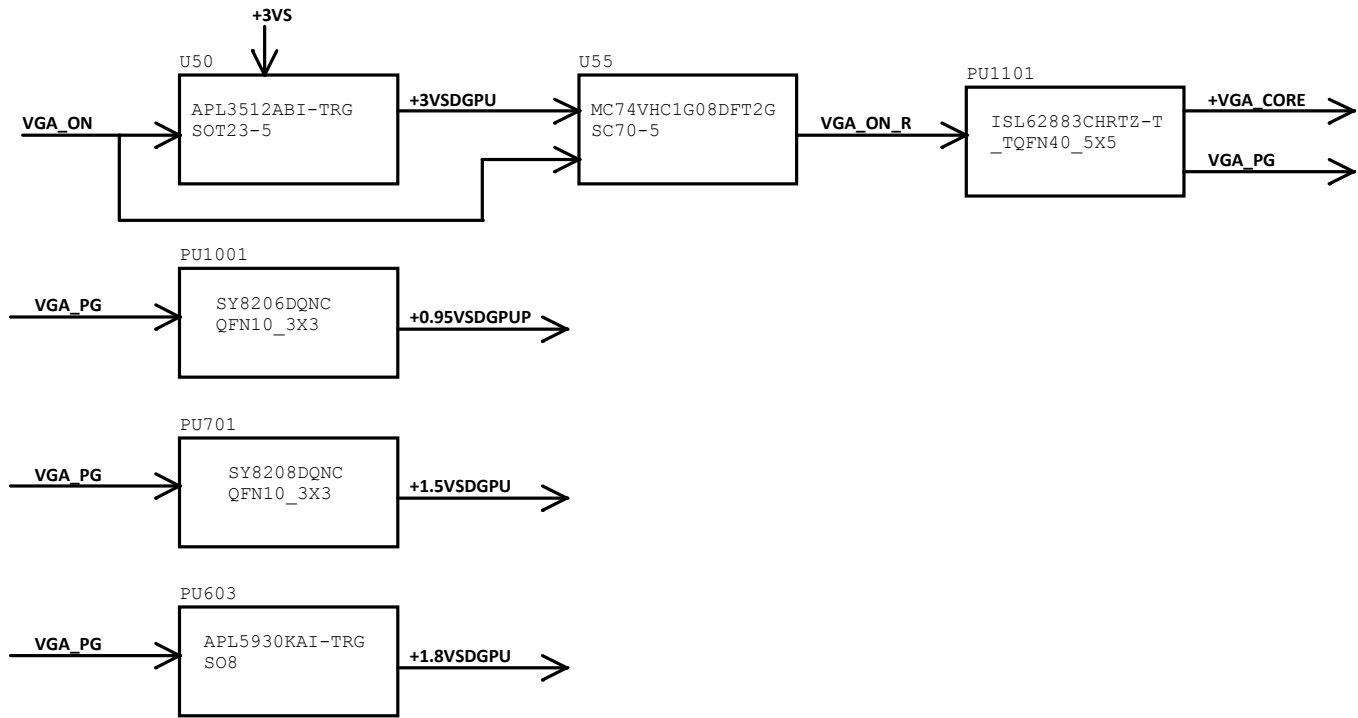 +3VS
U50
APL3512ABI-TRG
SOT23-5
VGA_ON
+3VSDGPU
U55
MC74VHC1G08DFT2G
SC70-5
VGA_ON_R
PU1101
ISL62883CHRTZ-T
_TQFN40_5X5
+VGA_CORE
VGA_PG
PU1001
VGA_PG
SY8206DQNC
QFN10_3X3
+0.95VSDGPUP
PU701
VGA_PG
SY8208DQNC
QFN10_3X3
+1.5VSDGPU
PU603
VGA_PG
APL5930KAI-TRG
SO8
+1.8VSDGPU